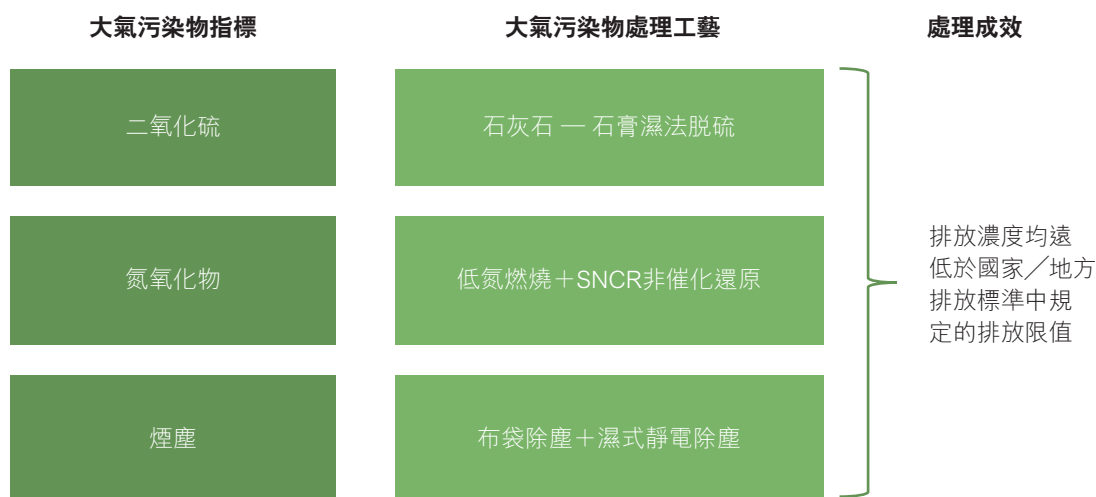 大氣污染物指標
大氣污染物處理工藝
處理成效
二氧化硫
石灰石 — 石膏濕法脱硫
氮氧化物
低氮燃燒＋SNCR非催化還原
煙塵
布袋除塵＋濕式靜電除塵
排放濃度均遠
低於國家／地方
排放標準中規
定的排放限值